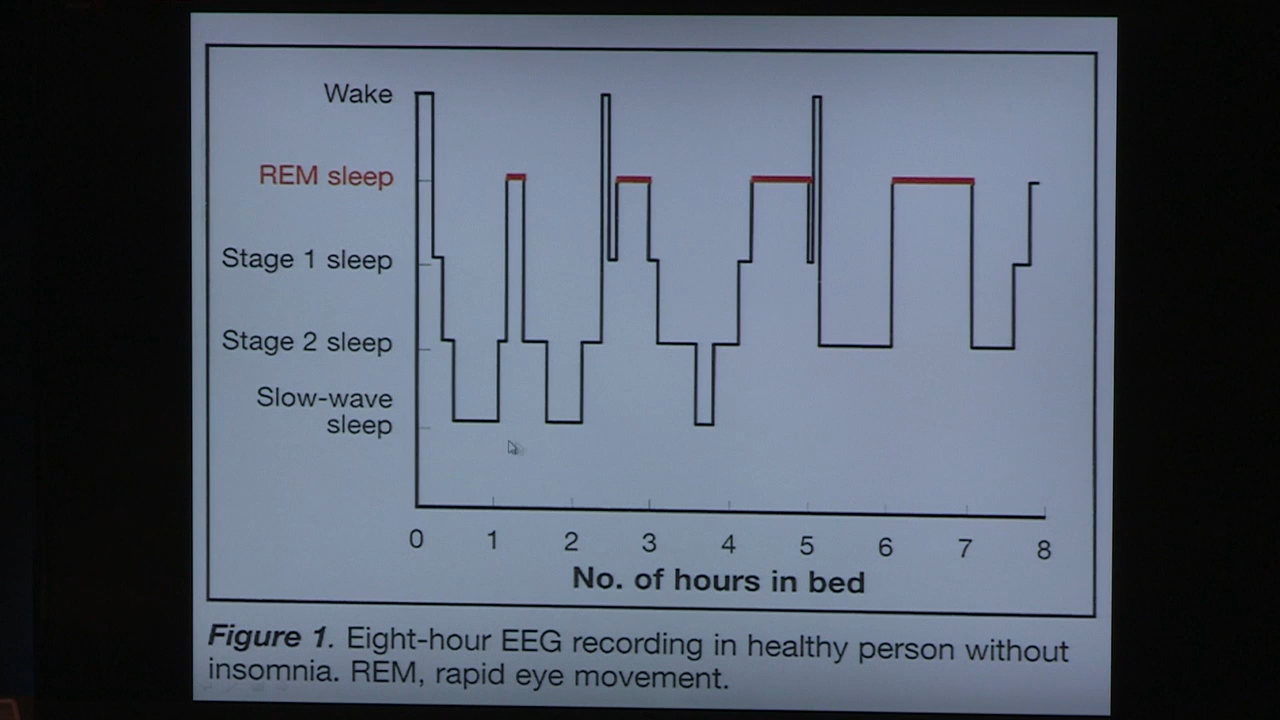 Wake
REM sleep
Stage 1 sleep
Stage 2 sleep
Slow-wave
sleep
0 1 2 3 4 5 6 7 8
No. of hours in bed
Figure 1. Eight-hour EEG recording in healthy person without
insomnia. REM, rapid eye movement.